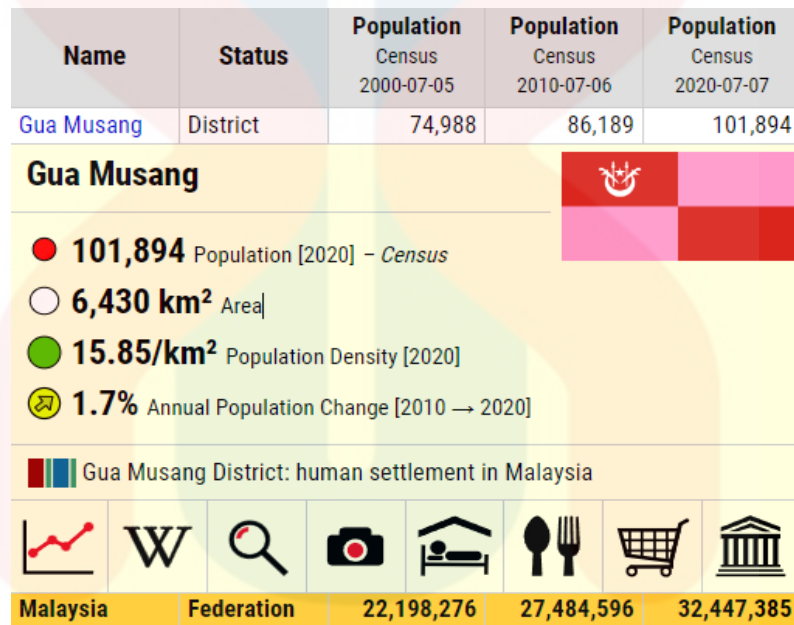 Name Status Population Population Population
Census Census Census
2000-07-05 2010-07-06 2020-07-07
Gua Musang District 74,988 86,189 101,894
Gua Musang
101,894 Population [2020] – Census
6,430 km² Area
15.85/km² Population Density [2020]
1.7% Annual Population Change [2010 → 2020]
Gua Musang District: human settlement in Malaysia
W
Malaysia Federation 22,198,276 27,484,596 32,447,385